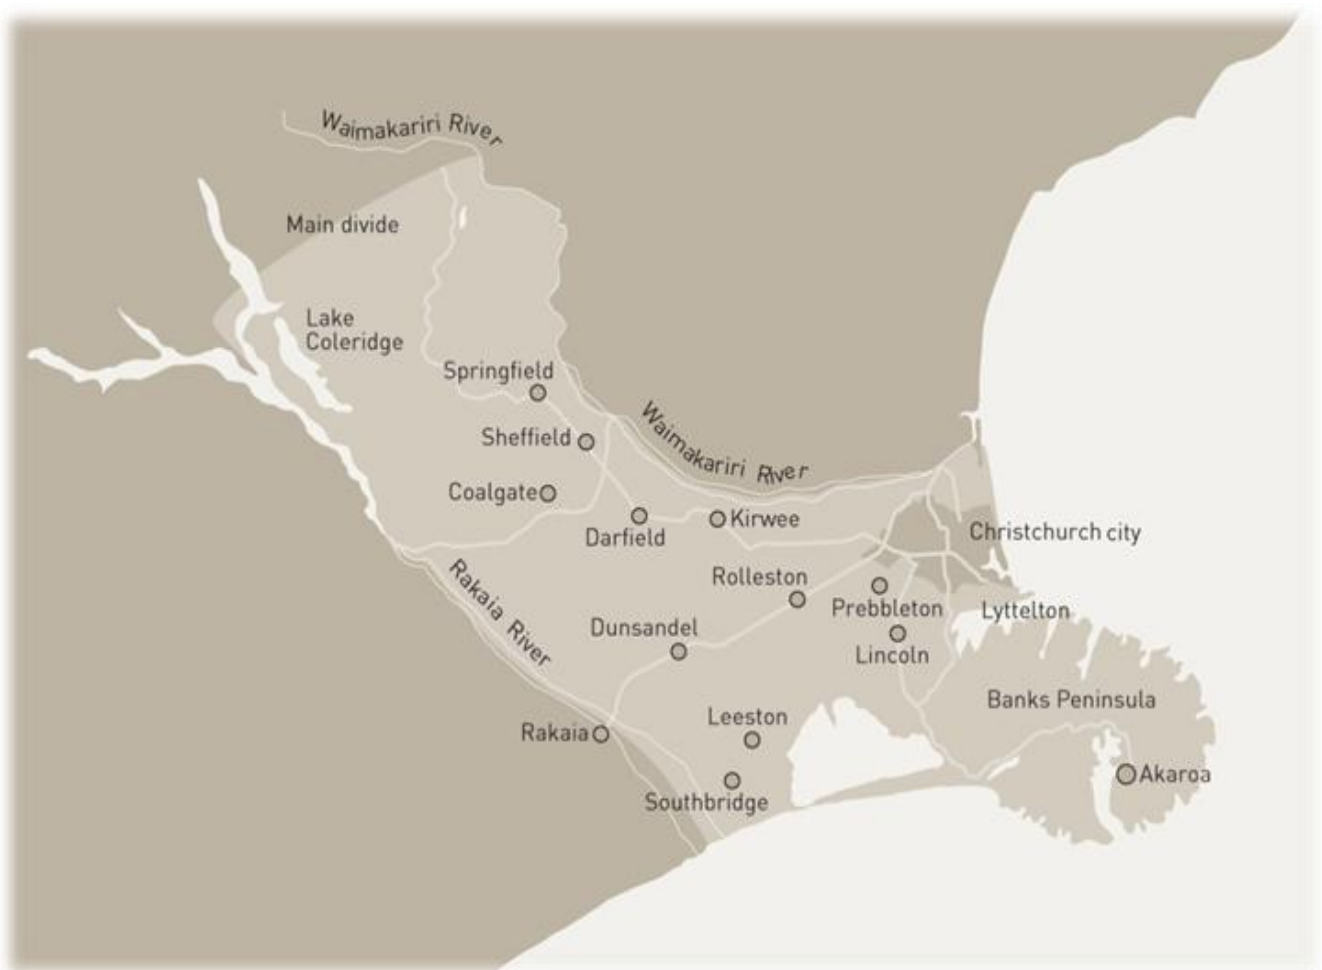 Waimakariri River
Main divide
Lake
Coleridge
Springfield
Waimakariri River
Sheffield
Coalgate
Darfield
Kirwee
Christchurch city
Rakaia River
Rolleston
Prebbleton
Lyttelton
Dunsandel
Lincoln
Banks Peninsula
Leeston
Rakaia
Akaroa
Southbridge